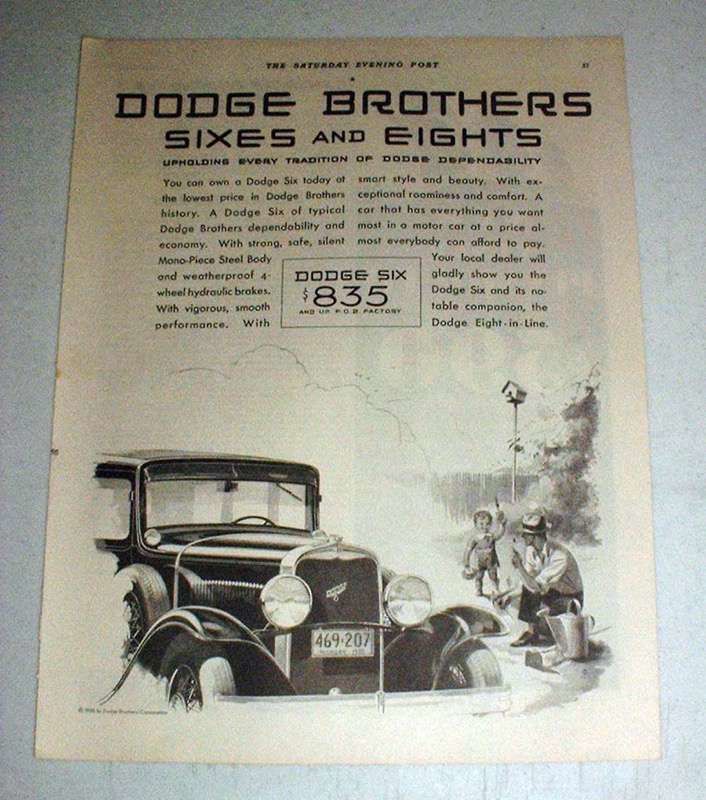 THE SATURDAY EVENING POST
DODGE BROTHERS
SIXES AND EIGHTS
UPHOLDING EVERY TRADITION OF DODGE DEPENDABILITY
You can own a Dodge Six today at
the lowest price in Dodge Brothers
history. A Dodge Six of typical
Dodge Brothers dependability and
economy. With strong, safe, silent
Mono-Piece Steel Body
and weatherproof 4-
wheel hydraulic brakes.
With vigorous, smooth
performance. With
smart style and beauty. With ex-
ceptional roominess and comfort. A
car that has everything you want
most in a motor car at a price al-
most everybody can afford to pay.
Your local dealer will
gladly show you the
Dodge Six and its no-
table companion, the
Dodge Eight-in-Line.
DODGE SIX
$835
AND UP, F.O.B. FACTORY
DODGE
469-207
by Dodge Brothers Corporation